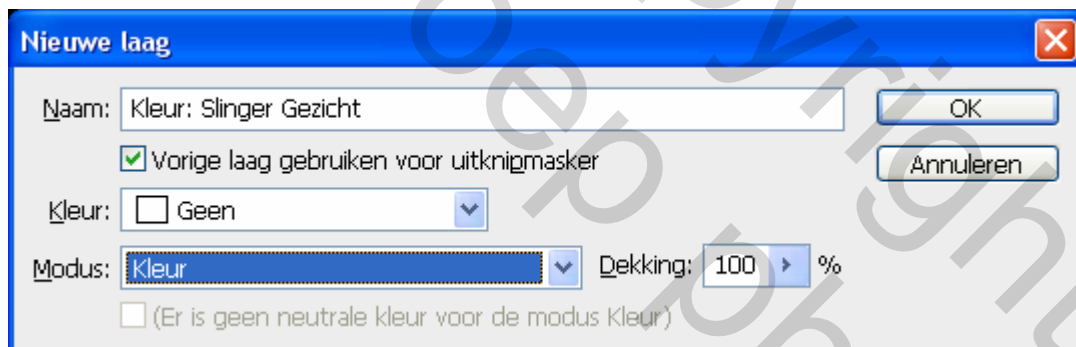 Nieuwe laag
Naam: Kleur: Slinger Gezicht
OK
Vorige laag gebruiken voor uitknipmasker
Annuleren
Kleur: Geen
Modus: Kleur Dekking: 100 %
(Er is geen neutrale kleur voor de modus Kleur)